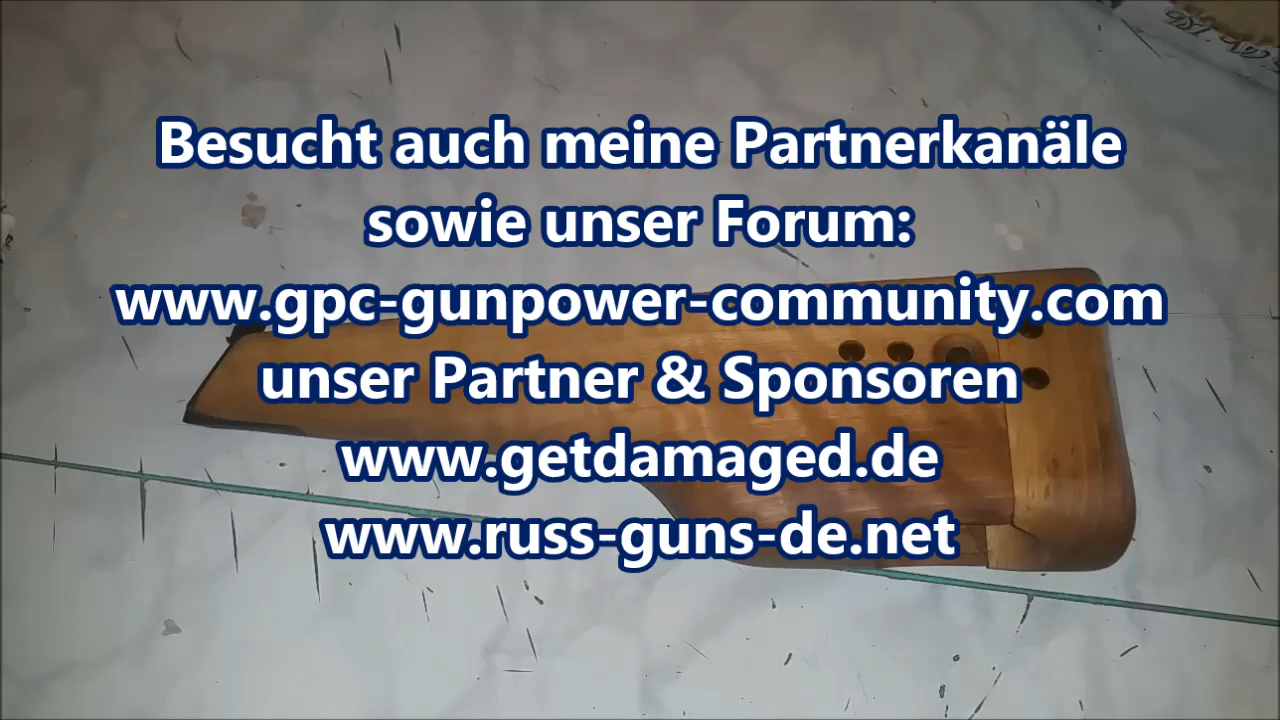 Besucht auch meine Partnerkanäle
sowie unser Forum:
www.gpc-gunpower-community.com
unser Partner & Sponsoren
www.getdamaged.de
www.russ-guns-de.net